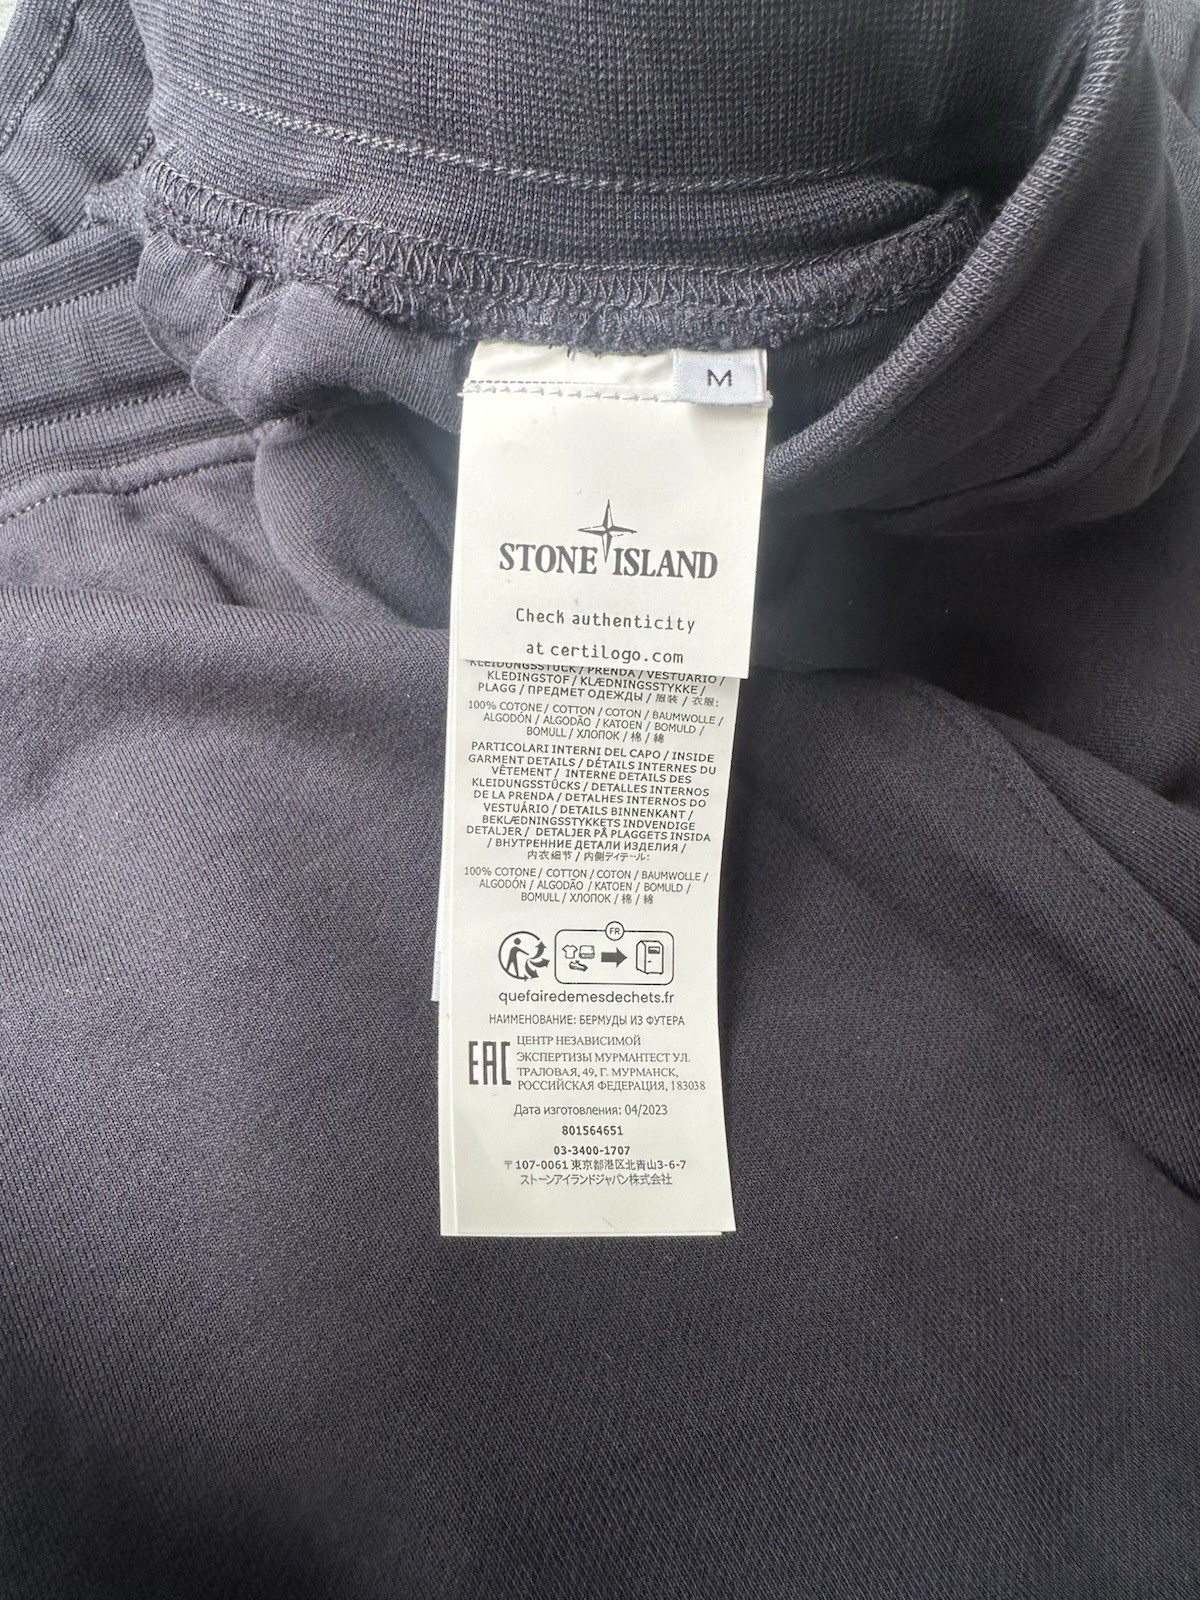 M
STONE ISLAND
Check authenticity
at certilogo.com
KLEIDUNGSSTÜCK / PRENDA / VESTUÁRIO /
KLEDINGSTOF / KLÆDNINGSSTYKKE /
PLAGG / ПРЕДМЕТ ОДЕЖДЫ / 服装 / 衣服:
100% COTONE / COTTON / COTON / BAUMWOLLE /
ALGODÓN / ALGODÃO / KATOEN / BOMULD /
BOMULL / ХЛОПОК / 棉 / 綿
PARTICOLARI INTERNI DEL CAPO / INSIDE
GARMENT DETAILS / DÉTAILS INTERNES DU
VÊTEMENT / INTERNE DETAILS DES
KLEIDUNGSSTÜCKS / DETALLES INTERNOS
DE LA PRENDA / DETALHES INTERNOS DO
VESTUÁRIO / DETAILS BINNENKANT /
BEKLÆDNINGSSTYKKETS INDVENDIGE
DETALJER / DETALJER PÅ PLAGGETS INSIDA
/ ВНУТРЕННИЕ ДЕТАЛИ ИЗДЕЛИЯ /
内衣细节 / 内側ディテール:
100% COTONE / COTTON / COTON / BAUMWOLLE /
ALGODÓN / ALGODÃO / KATOEN / BOMULD /
BOMULL / ХЛОПОК / 棉 / 綿
FR
quefairedemesdechets.fr
НАИМЕНОВАНИЕ: БЕРМУДЫ ИЗ ФУТЕРА
EAC ЦЕНТР НЕЗАВИСИМОЙ
ЭКСПЕРТИЗЫ МУРМАНТЕСТ УЛ.
ТРАЛОВАЯ, 49, Г. МУРМАНСК,
РОССИЙСКАЯ ФЕДЕРАЦИЯ, 183038
Дата изготовления: 04/2023
801564651
03-3400-1707
〒107-0061 東京都港区北青山3-6-7
ストーンアイランドジャパン株式会社